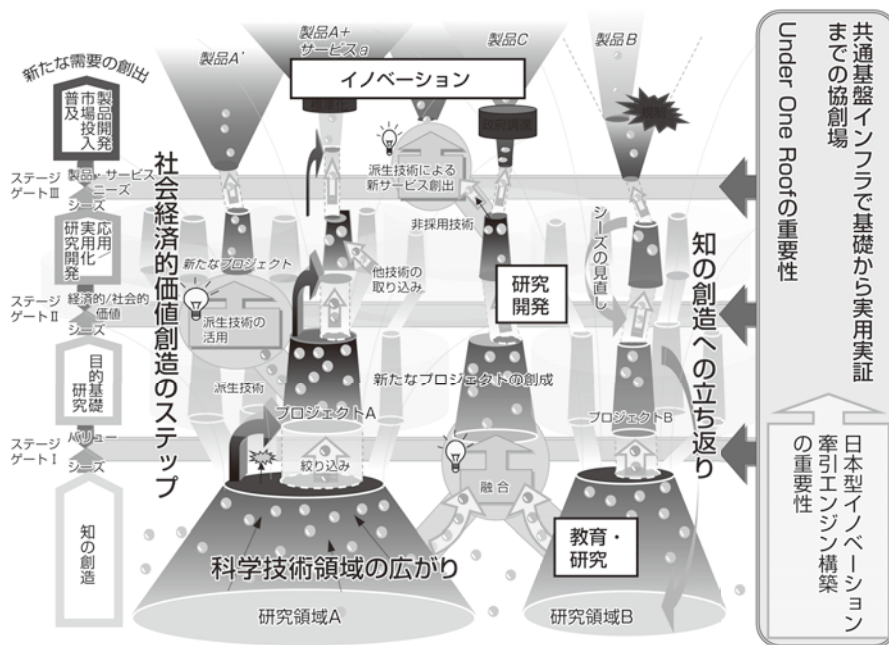 新たな需要の創出
製品開発
市場投入
普及
ステージ
ゲートⅢ
製品・サービス
ニーズ
シーズ
応用/
実用化
研究開発
ステージ
ゲートⅡ
経済的/社会的
価値
シーズ
目的基礎
研究
ステージ
ゲートⅠ
バリュー
シーズ
知の創造
社会経済的価値創造のステップ
製品A'
製品A+
サービスa
製品C
製品B
イノベーション
標準化
政府調達
規制
派生技術による
新サービス創出
非採用技術
新たなプロジェクト
他技術の
取り込み
シーズの見直し
研究
開発
派生技術の
活用
派生技術
プロジェクトA
新たなプロジェクトの創成
プロジェクトB
絞り込み
融合
科学技術領域の広がり
教育・
研究
研究領域A
研究領域B
知の創造への立ち返り
共通基盤インフラで基礎から実用実証
までの協創場
Under One Roofの重要性
日本型イノベーション
牽引エンジン構築
の重要性